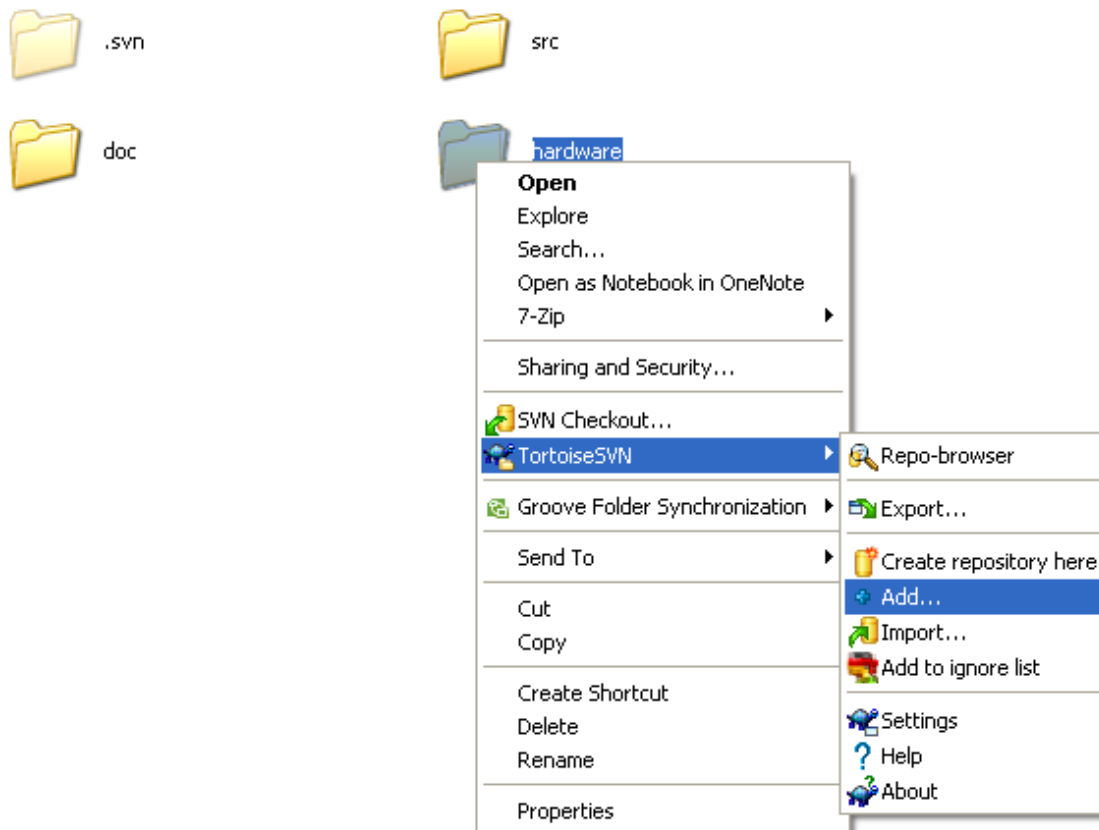 .svn
src
doc
hardware
Open
Explore
Search...
Open as Notebook in OneNote
7-Zip
Sharing and Security...
SVN Checkout...
TortoiseSVN
Groove Folder Synchronization
Send To
Cut
Copy
Create Shortcut
Delete
Rename
Properties
Repo-browser
Export...
Create repository here
Add...
Import...
Add to ignore list
Settings
Help
About